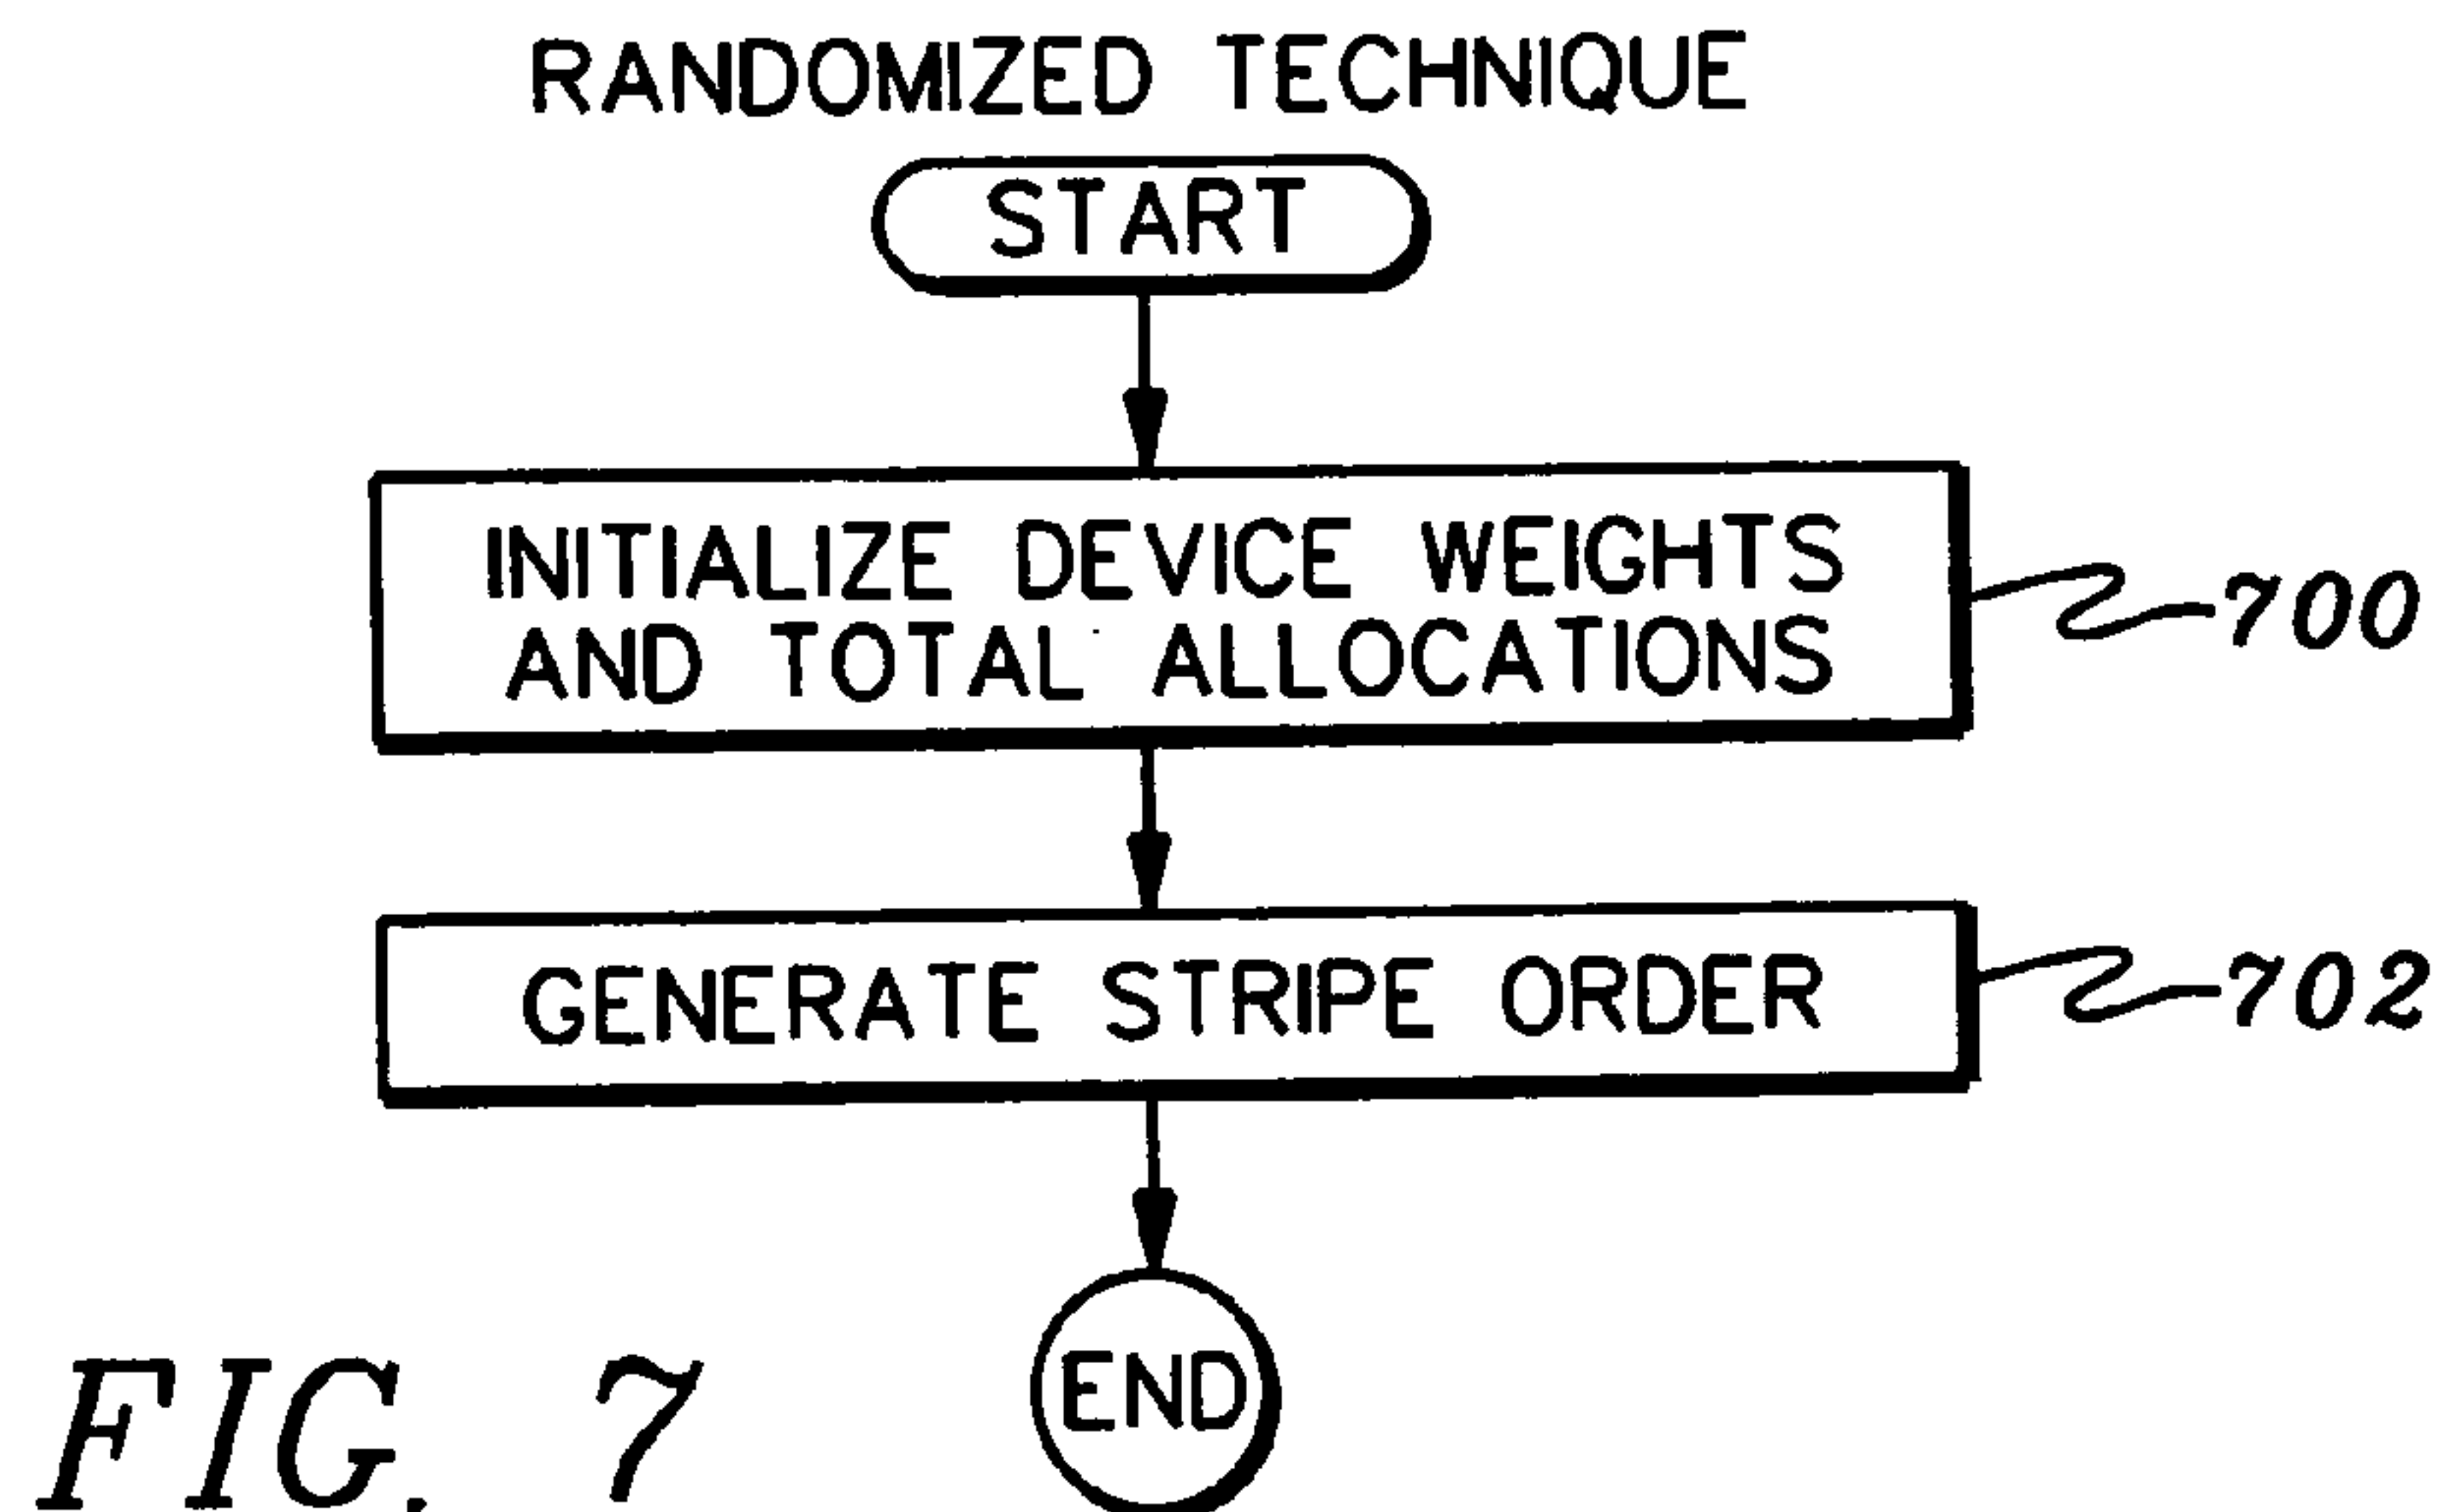 RANDOMIZED TECHNIQUE
START
INITIALIZE DEVICE WEIGHTS
AND TOTAL ALLOCATIONS
700
GENERATE STRIPE ORDER
702
END
FIG. 7